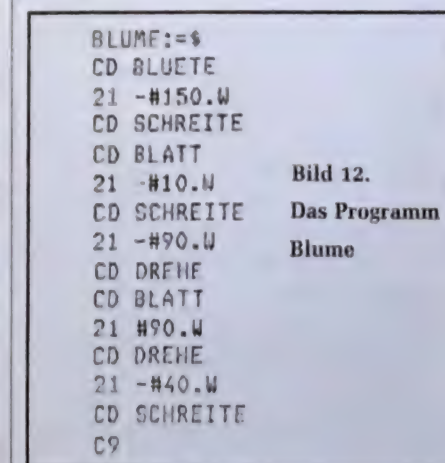 BLUME:=$
CD BLUETE
21 -#150.W
CD SCHREITE
CD BLATT
21 -#10.W
CD SCHREITE
21 -#90.W
CD DREHE
CD BLATT
21 #90.W
CD DREHE
21 -#40.W
CD SCHREITE
C9
Bild 12.
Das Programm
Blume